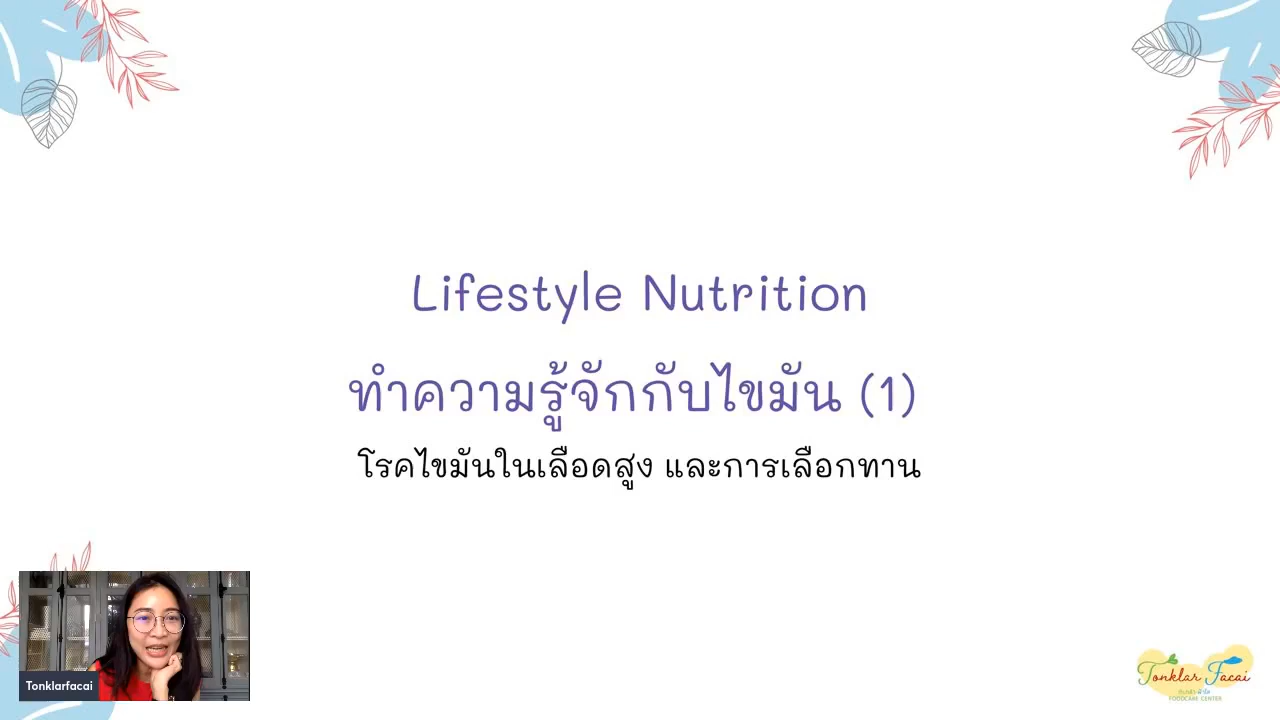 Lifestyle Nutrition
ทำความรู้จักกับไขมัน (1)
โรคไขมันในเลือดสูง และการเลือกทาน
Tonklarfacai
Tonklar Facai
FOODCARE CENTER